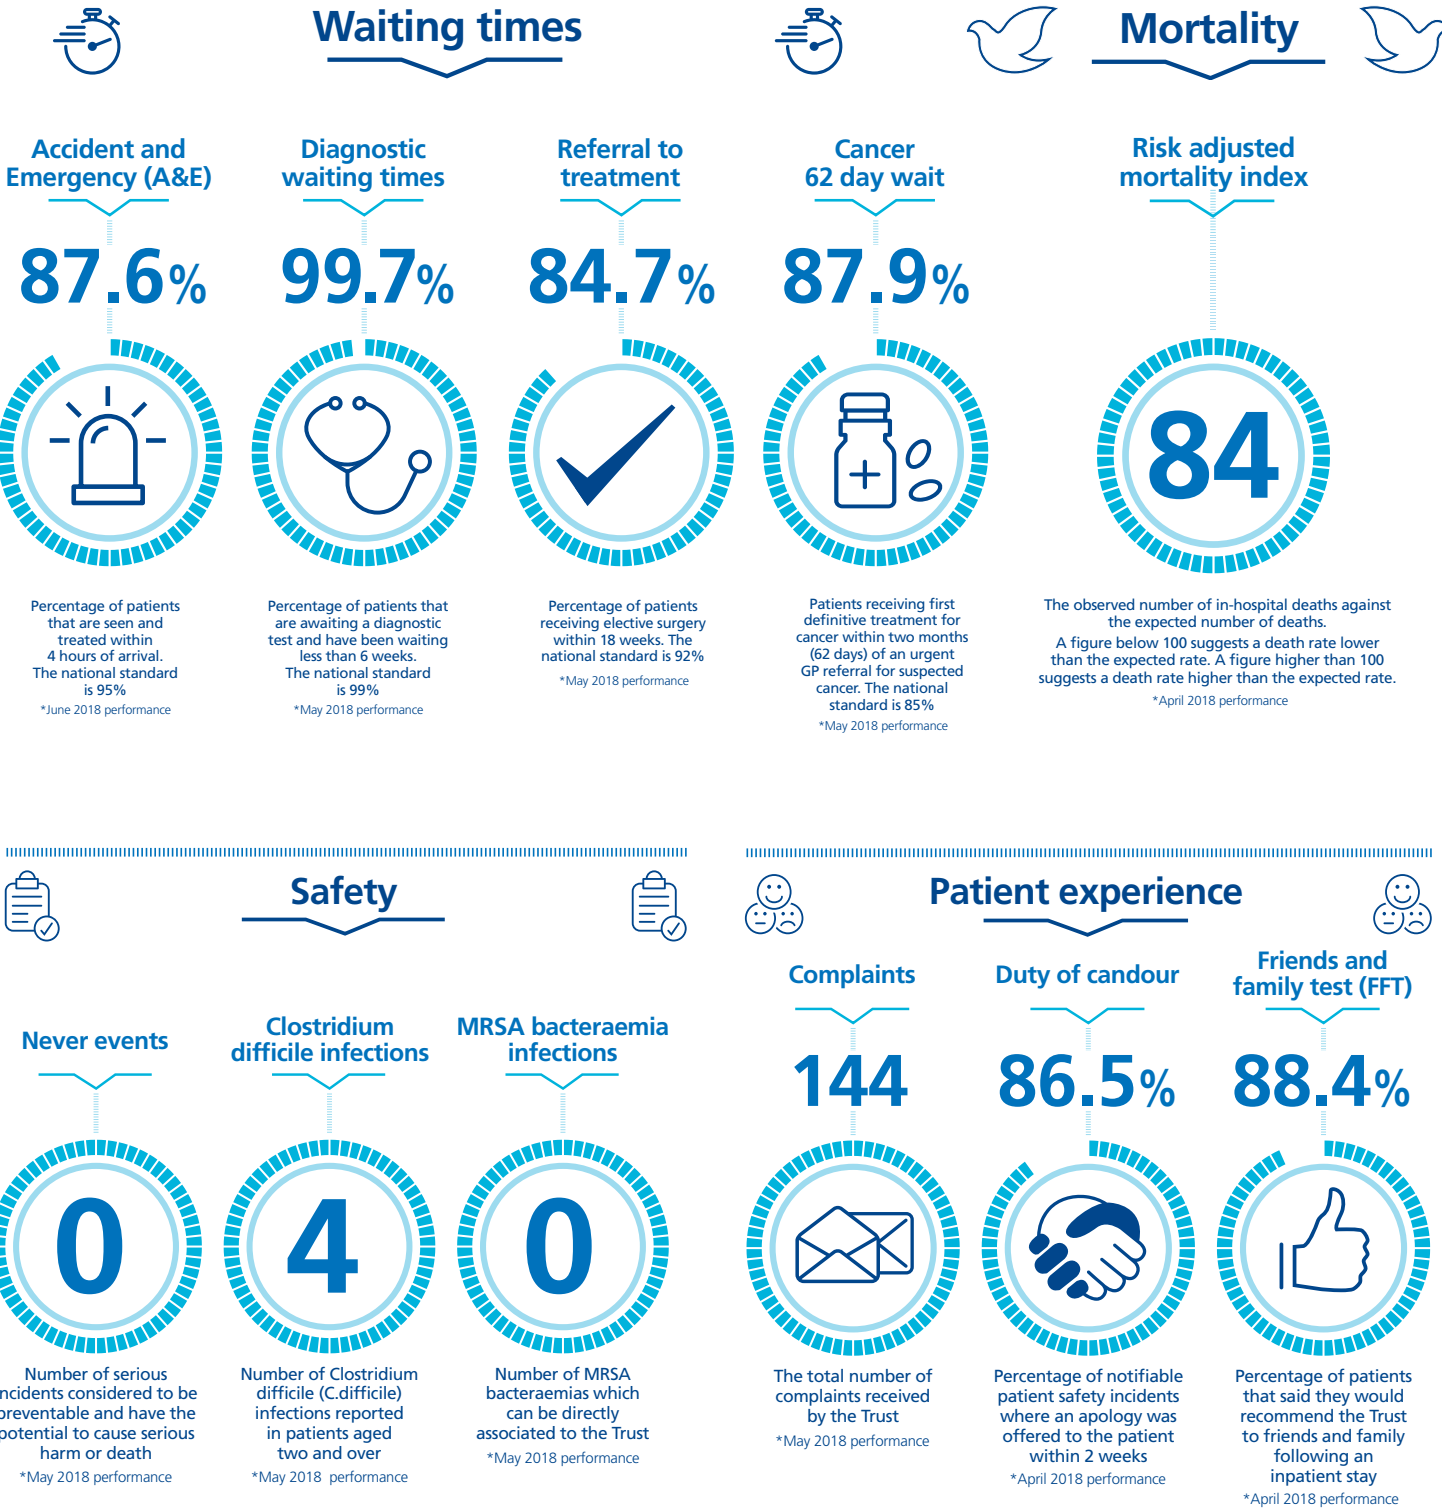 Waiting times
Accident and
Emergency (A&E)
87.6%
Percentage of patients
that are seen and
treated within
4 hours of arrival.
The national standard
is 95%
*June 2018 performance
Diagnostic
waiting times
99.7%
Percentage of patients that
are awaiting a diagnostic
test and have been waiting
less than 6 weeks.
The national standard
is 99%
*May 2018 performance
Referral to
treatment
84.7%
Percentage of patients
receiving elective surgery
within 18 weeks. The
national standard is 92%
*May 2018 performance
Cancer
62 day wait
87.9%
Patients receiving first
definitive treatment for
cancer within two months
(62 days) of an urgent
GP referral for suspected
cancer. The national
standard is 85%
*May 2018 performance
Mortality
Risk adjusted
mortality index
84
The observed number of in-hospital deaths against
the expected number of deaths.
A figure below 100 suggests a death rate lower
than the expected rate. A figure higher than 100
suggests a death rate higher than the expected rate.
*April 2018 performance
Safety
Never events
0
Number of serious
incidents considered to be
preventable and have the
potential to cause serious
harm or death
*May 2018 performance
Clostridium
difficile infections
4
Number of Clostridium
difficile (C.difficile)
infections reported
in patients aged
two and over
*May 2018 performance
MRSA bacteraemia
infections
0
Number of MRSA
bacteraemias which
can be directly
associated to the Trust
*May 2018 performance
Patient experience
Complaints
144
The total number of
complaints received
by the Trust
*May 2018 performance
Duty of candour
86.5%
Percentage of notifiable
patient safety incidents
where an apology was
offered to the patient
within 2 weeks
*April 2018 performance
Friends and
family test (FFT)
88.4%
Percentage of patients
that said they would
recommend the Trust
to friends and family
following an
inpatient stay
*April 2018 performance